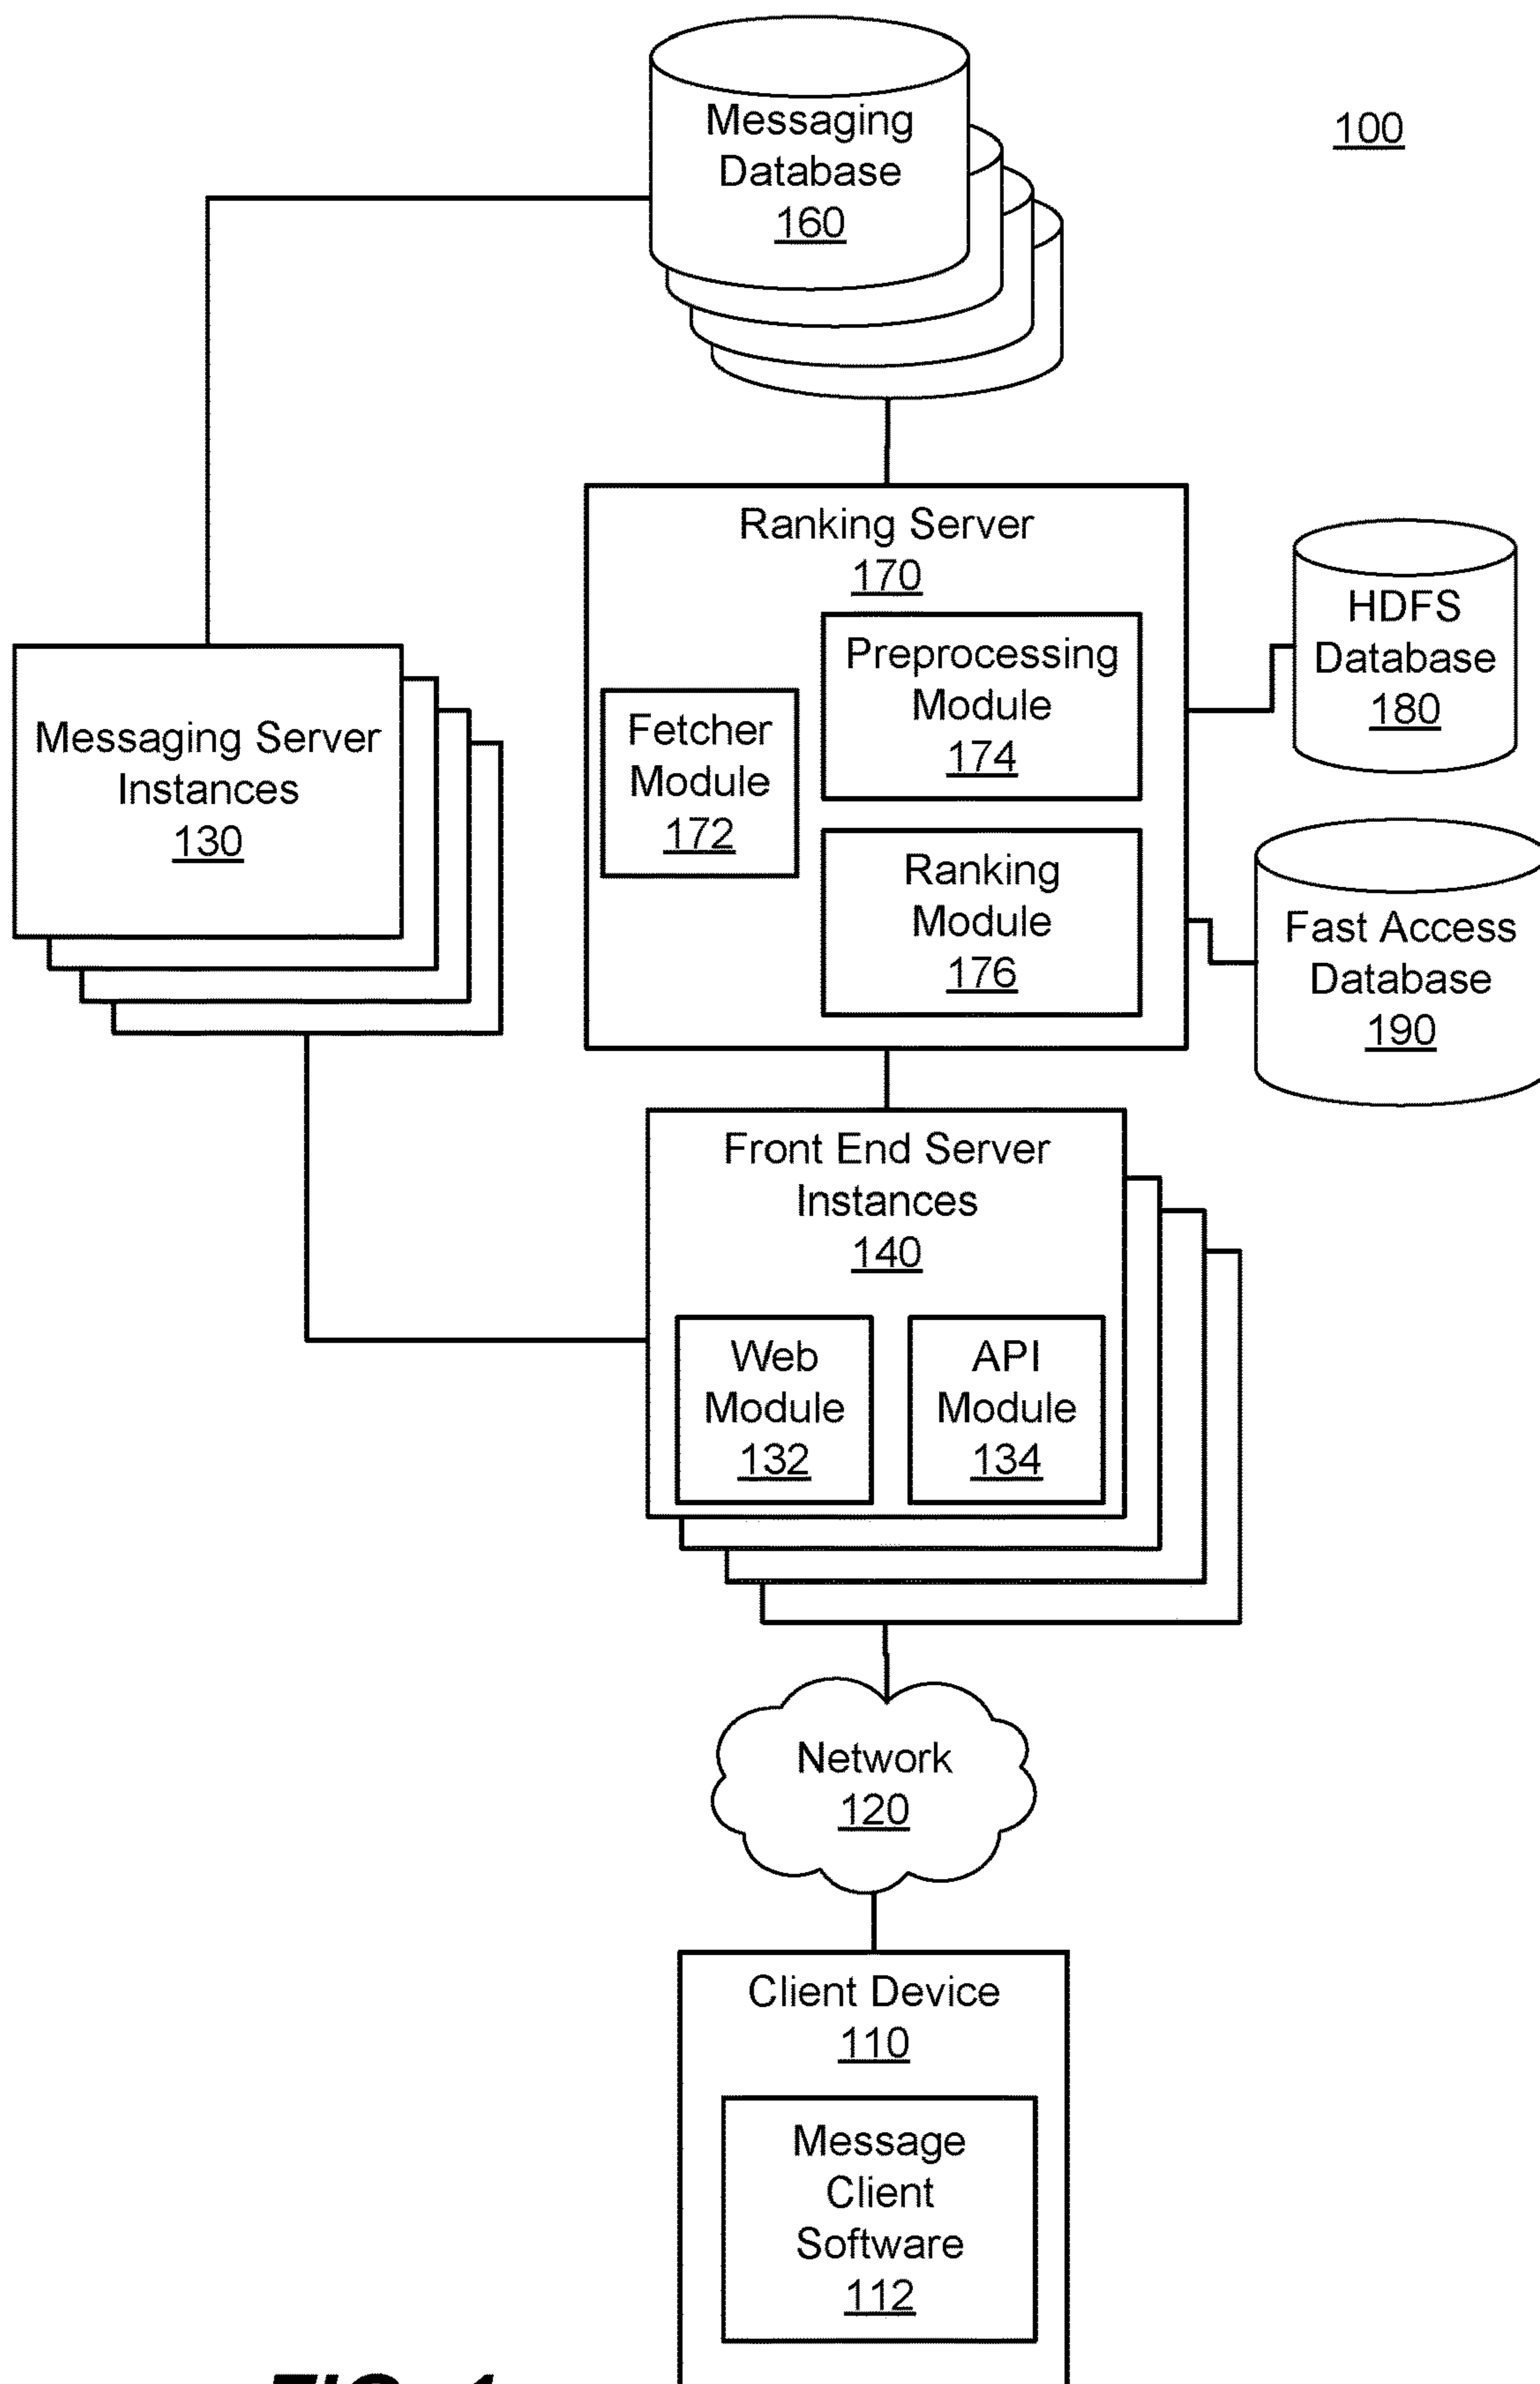 Messaging
Database
160
100
Ranking Server
170
Preprocessing
Module
174
Fetcher
Module
172
Ranking
Module
176
HDFS
Database
180
Fast Access
Database
190
Messaging Server
Instances
130
Front End Server
Instances
140
Web
Module
132
API
Module
134
Network
120
Client Device
110
Message
Client
Software
112